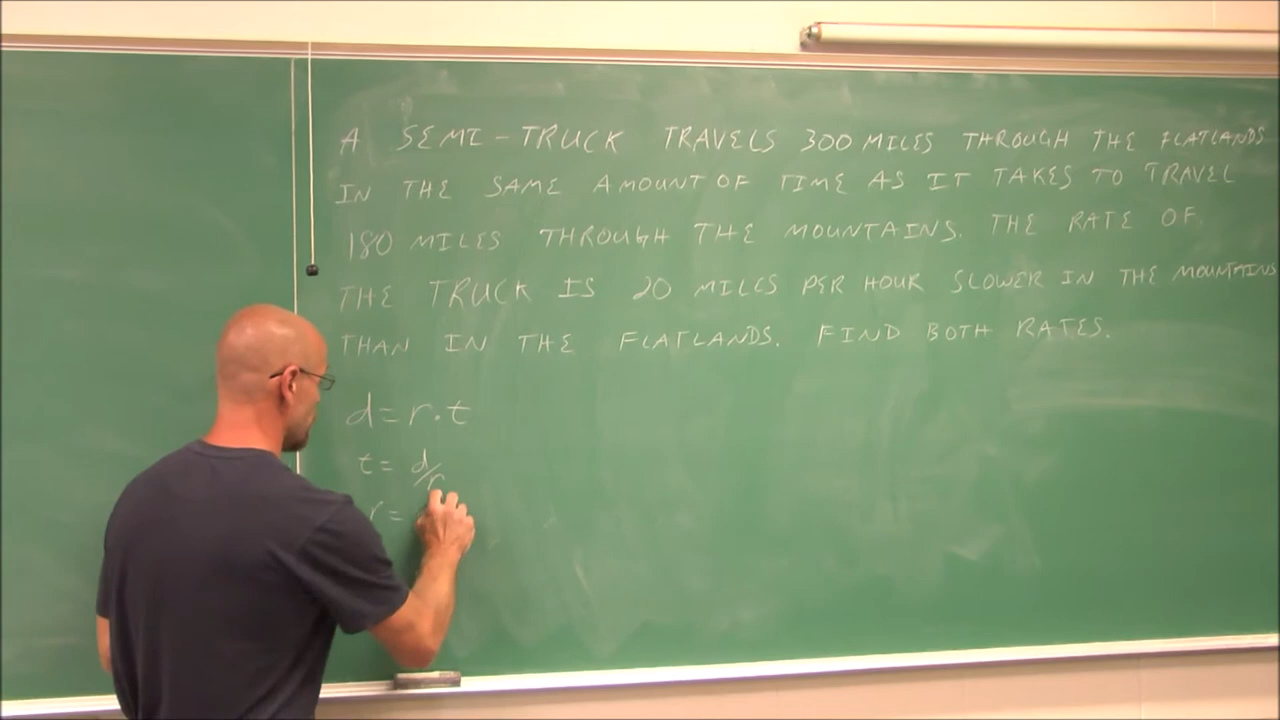 A SEMI-TRUCK TRAVELS 300 MILES THROUGH THE FLATLANDS
IN THE SAME AMOUNT OF TIME AS IT TAKES TO TRAVEL
180 MILES THROUGH THE MOUNTAINS. THE RATE OF
THE TRUCK IS 20 MILES PER HOUR SLOWER IN THE MOUNTAINS
THAN IN THE FLATLANDS. FIND BOTH RATES.
d=r·t
t= d/r
r=